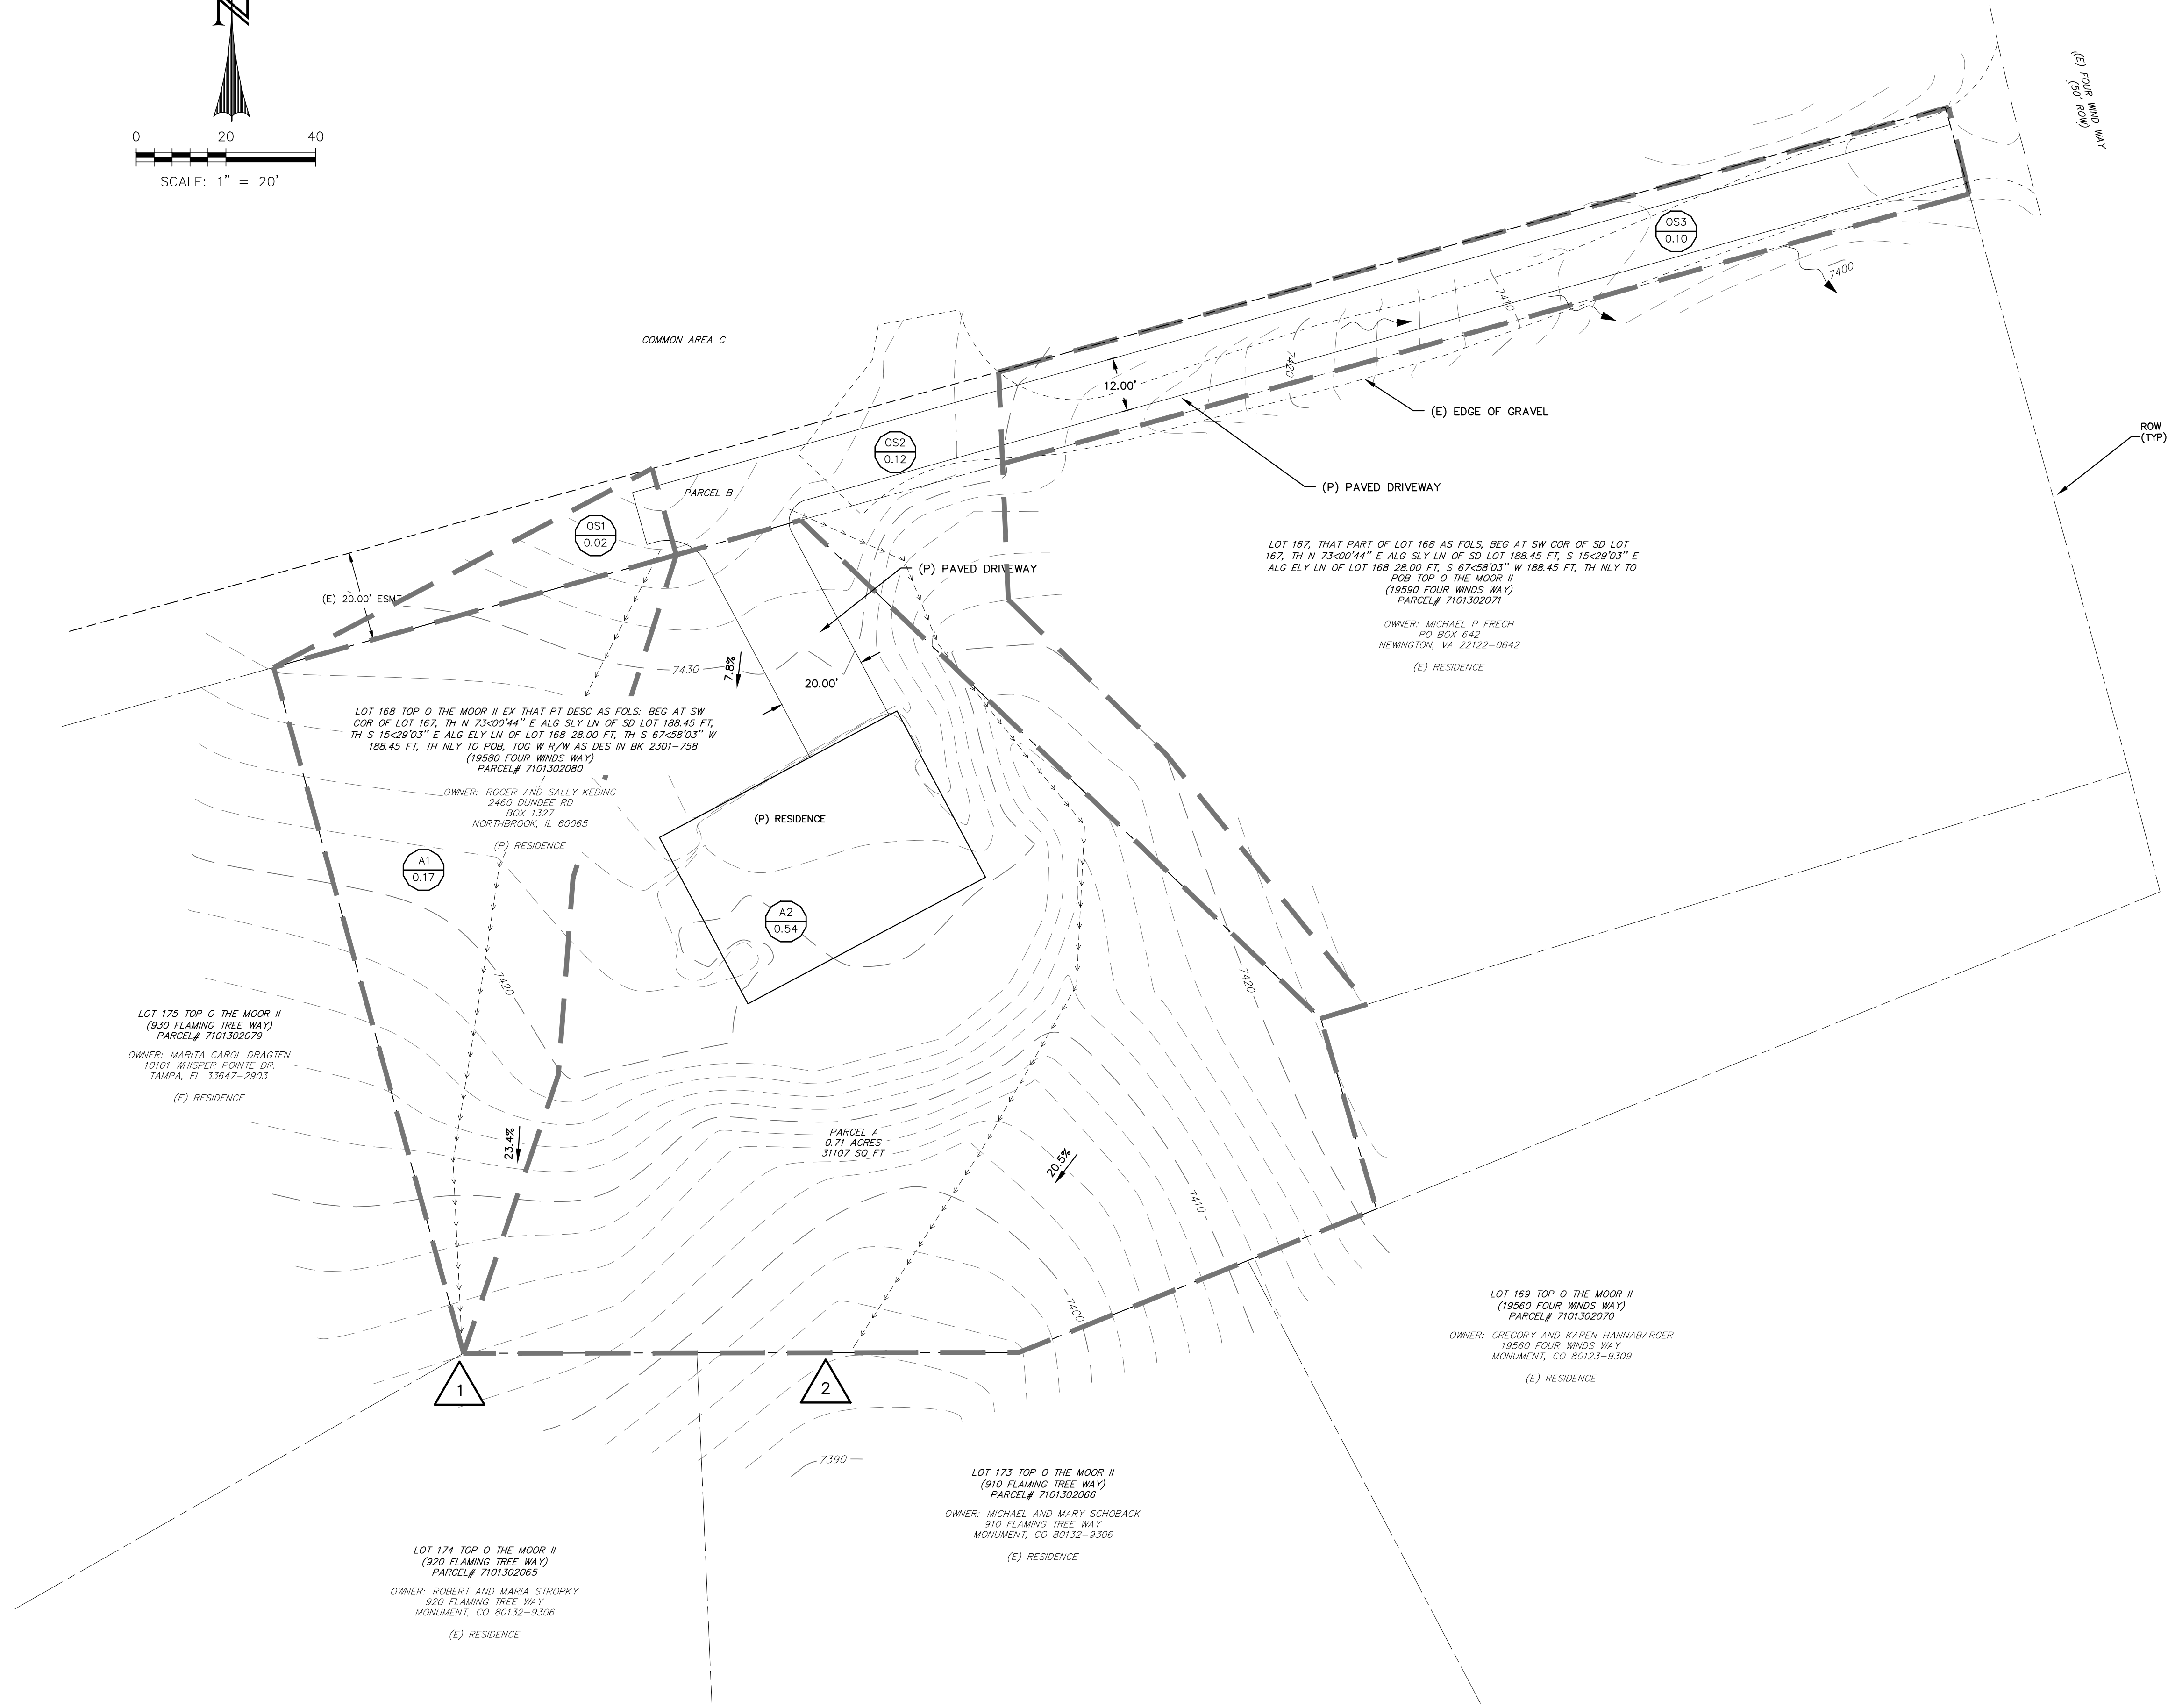 N
0 20 40
SCALE: 1" = 20'
(E) FOUR WIND WAY
(50' ROW)
OS3
0.10
7400
7410
COMMON AREA C
7420
12.00'
(E) EDGE OF GRAVEL
ROW
(TYP)
OS2
0.12
(P) PAVED DRIVEWAY
PARCEL B
OS1
0.02
LOT 167, THAT PART OF LOT 168 AS FOLS, BEG AT SW COR OF SD LOT
167, TH N 73<00'44" E ALG SLY LN OF SD LOT 188.45 FT, S 15<29'03" E
ALG ELY LN OF LOT 168 28.00 FT, S 67<58'03" W 188.45 FT, TH NLY TO
POB TOP O THE MOOR II
(19590 FOUR WINDS WAY)
PARCEL# 7101302071
OWNER: MICHAEL P FRECH
PO BOX 642
NEWINGTON, VA 22122-0642
(E) RESIDENCE
(P) PAVED DRIVEWAY
(E) 20.00' ESMT
7430
7.8%
20.00'
LOT 168 TOP O THE MOOR II EX THAT PT DESC AS FOLS: BEG AT SW
COR OF LOT 167, TH N 73<00'44" E ALG SLY LN OF SD LOT 188.45 FT,
TH S 15<29'03" E ALG ELY LN OF LOT 168 28.00 FT, TH S 67<58'03" W
188.45 FT, TH NLY TO POB, TOG W R/W AS DES IN BK 2301-758
(19580 FOUR WINDS WAY)
PARCEL# 7101302080
OWNER: ROGER AND SALLY KEDING
2460 DUNDEE RD
BOX 1327
NORTHBROOK, IL 60065
(P) RESIDENCE
(P) RESIDENCE
A1
0.17
A2
0.54
7420
7420
LOT 175 TOP O THE MOOR II
(930 FLAMING TREE WAY)
PARCEL# 7101302079
OWNER: MARITA CAROL DRAGTEN
10101 WHISPER POINTE DR.
TAMPA, FL 33647-2903
(E) RESIDENCE
23.4%
PARCEL A
0.71 ACRES
31107 SQ FT
20.5%
7410
7400
LOT 169 TOP O THE MOOR II
(19560 FOUR WINDS WAY)
PARCEL# 7101302070
OWNER: GREGORY AND KAREN HANNABARGER
19560 FOUR WINDS WAY
MONUMENT, CO 80123-9309
(E) RESIDENCE
1
2
7390
LOT 173 TOP O THE MOOR II
(910 FLAMING TREE WAY)
PARCEL# 7101302066
OWNER: MICHAEL AND MARY SCHOBACK
910 FLAMING TREE WAY
MONUMENT, CO 80132-9306
(E) RESIDENCE
LOT 174 TOP O THE MOOR II
(920 FLAMING TREE WAY)
PARCEL# 7101302065
OWNER: ROBERT AND MARIA STROPKY
920 FLAMING TREE WAY
MONUMENT, CO 80132-9306
(E) RESIDENCE